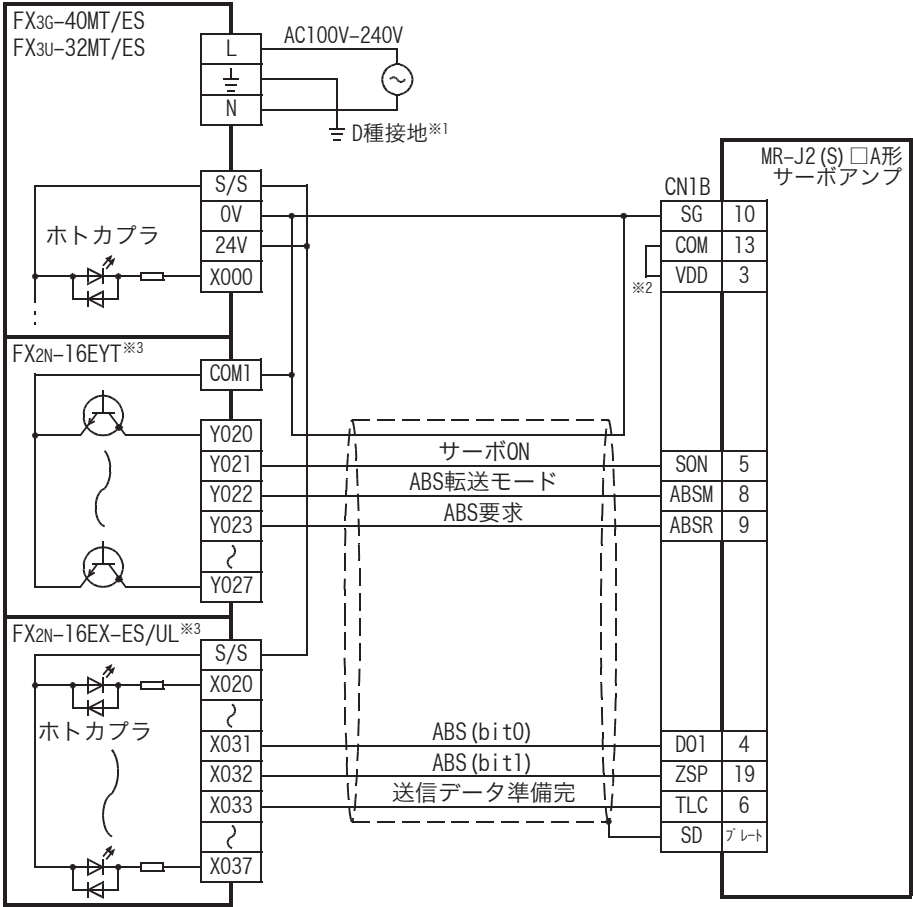 FX3G-40MT/ES
FX3U-32MT/ES
L
N
AC100V-240V
D種接地※1
S/S
0V
24V
X000
ホトカプラ
MR-J2(S)□A形
サーボアンプ
CN1B
SG 10
COM 13
VDD 3
※2
FX2N-16EYT※3
COM1
Y020
Y021
Y022
Y023
Y027
サーボON
ABS転送モード
ABS要求
SON 5
ABSM 8
ABSR 9
FX2N-16EX-ES/UL※3
S/S
X020
X031
X032
X033
X037
ホトカプラ
ABS(bit0)
ABS(bit1)
送信データ準備完
DO1 4
ZSP 19
TLC 6
SD プレート